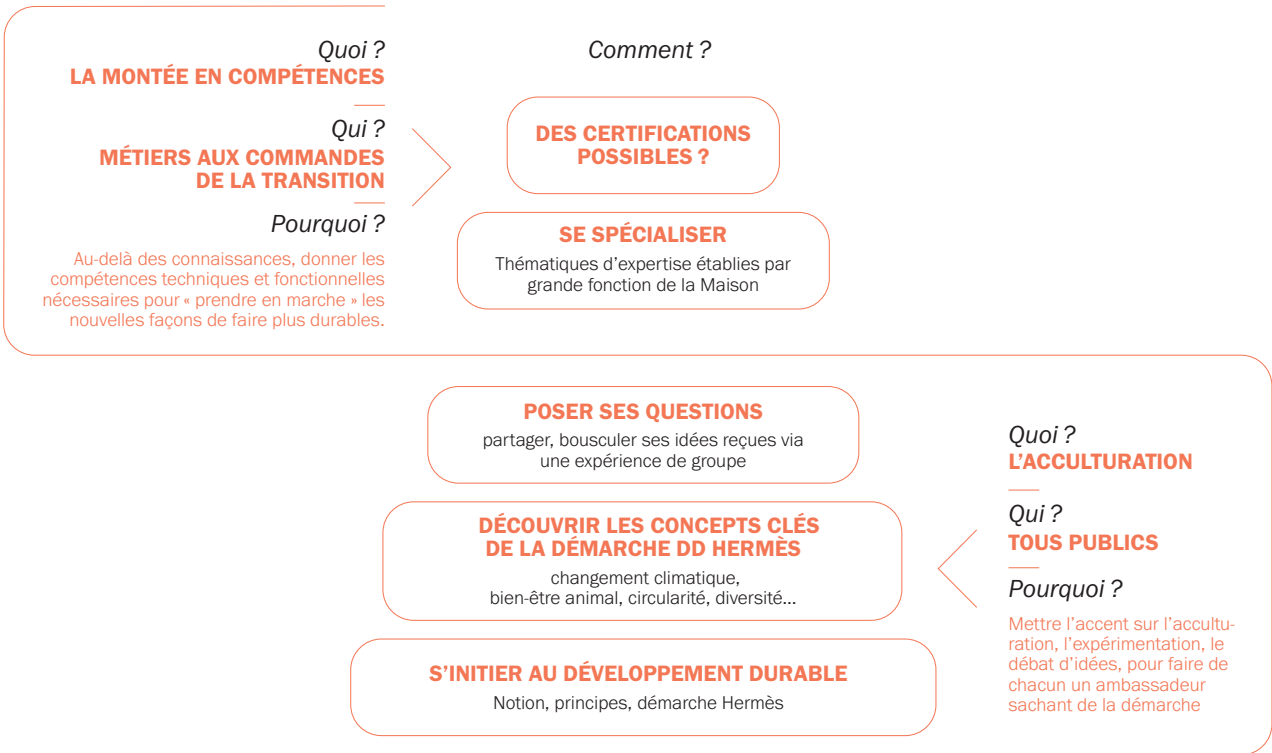 Quoi ?
LA MONTÉE EN COMPÉTENCES
Qui ?
MÉTIERS AUX COMMANDES
DE LA TRANSITION
Pourquoi ?
Au-delà des connaissances, donner les
compétences techniques et fonctionnelles
nécessaires pour « prendre en marche » les
nouvelles façons de faire plus durables.
Comment ?
DES CERTIFICATIONS
POSSIBLES ?
SE SPÉCIALISER
Thématiques d’expertise établies par
grande fonction de la Maison
POSER SES QUESTIONS
partager, bousculer ses idées reçues via
une expérience de groupe
DÉCOUVRIR LES CONCEPTS CLÉS
DE LA DÉMARCHE DD HERMÈS
changement climatique,
bien-être animal, circularité, diversité...
S’INITIER AU DÉVELOPPEMENT DURABLE
Notion, principes, démarche Hermès
Quoi ?
L’ACCULTURATION
Qui ?
TOUS PUBLICS
Pourquoi ?
Mettre l’accent sur l’accultu-
ration, l’expérimentation, le
débat d’idées, pour faire de
chacun un ambassadeur
sachant de la démarche